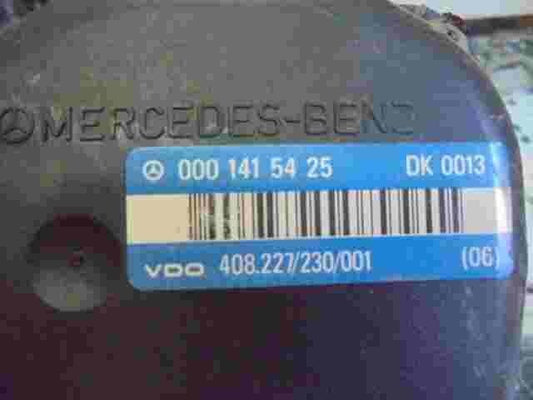 MERCEDES-BENZ
000 141 54 25 DK 0013
VDO 408.227/230/001 (06)